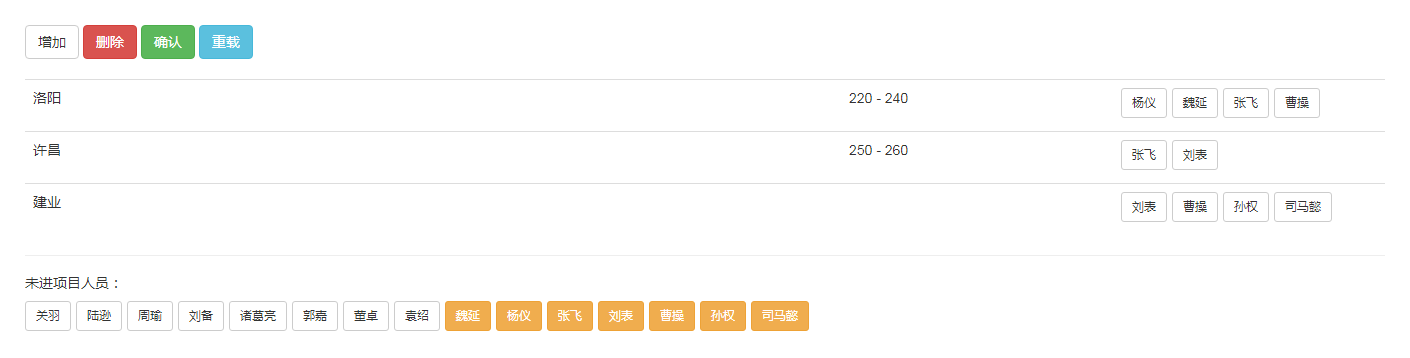 增加 删除 确认 重载
洛阳 220 - 240 杨仪 魏延 张飞 曹操
许昌 250 - 260 张飞 刘表
建业 刘表 曹操 孙权 司马懿
未进项目人员：
关羽 陆逊 周瑜 刘备 诸葛亮 郭嘉 董卓 袁绍 魏延 杨仪 张飞 刘表 曹操 孙权 司马懿